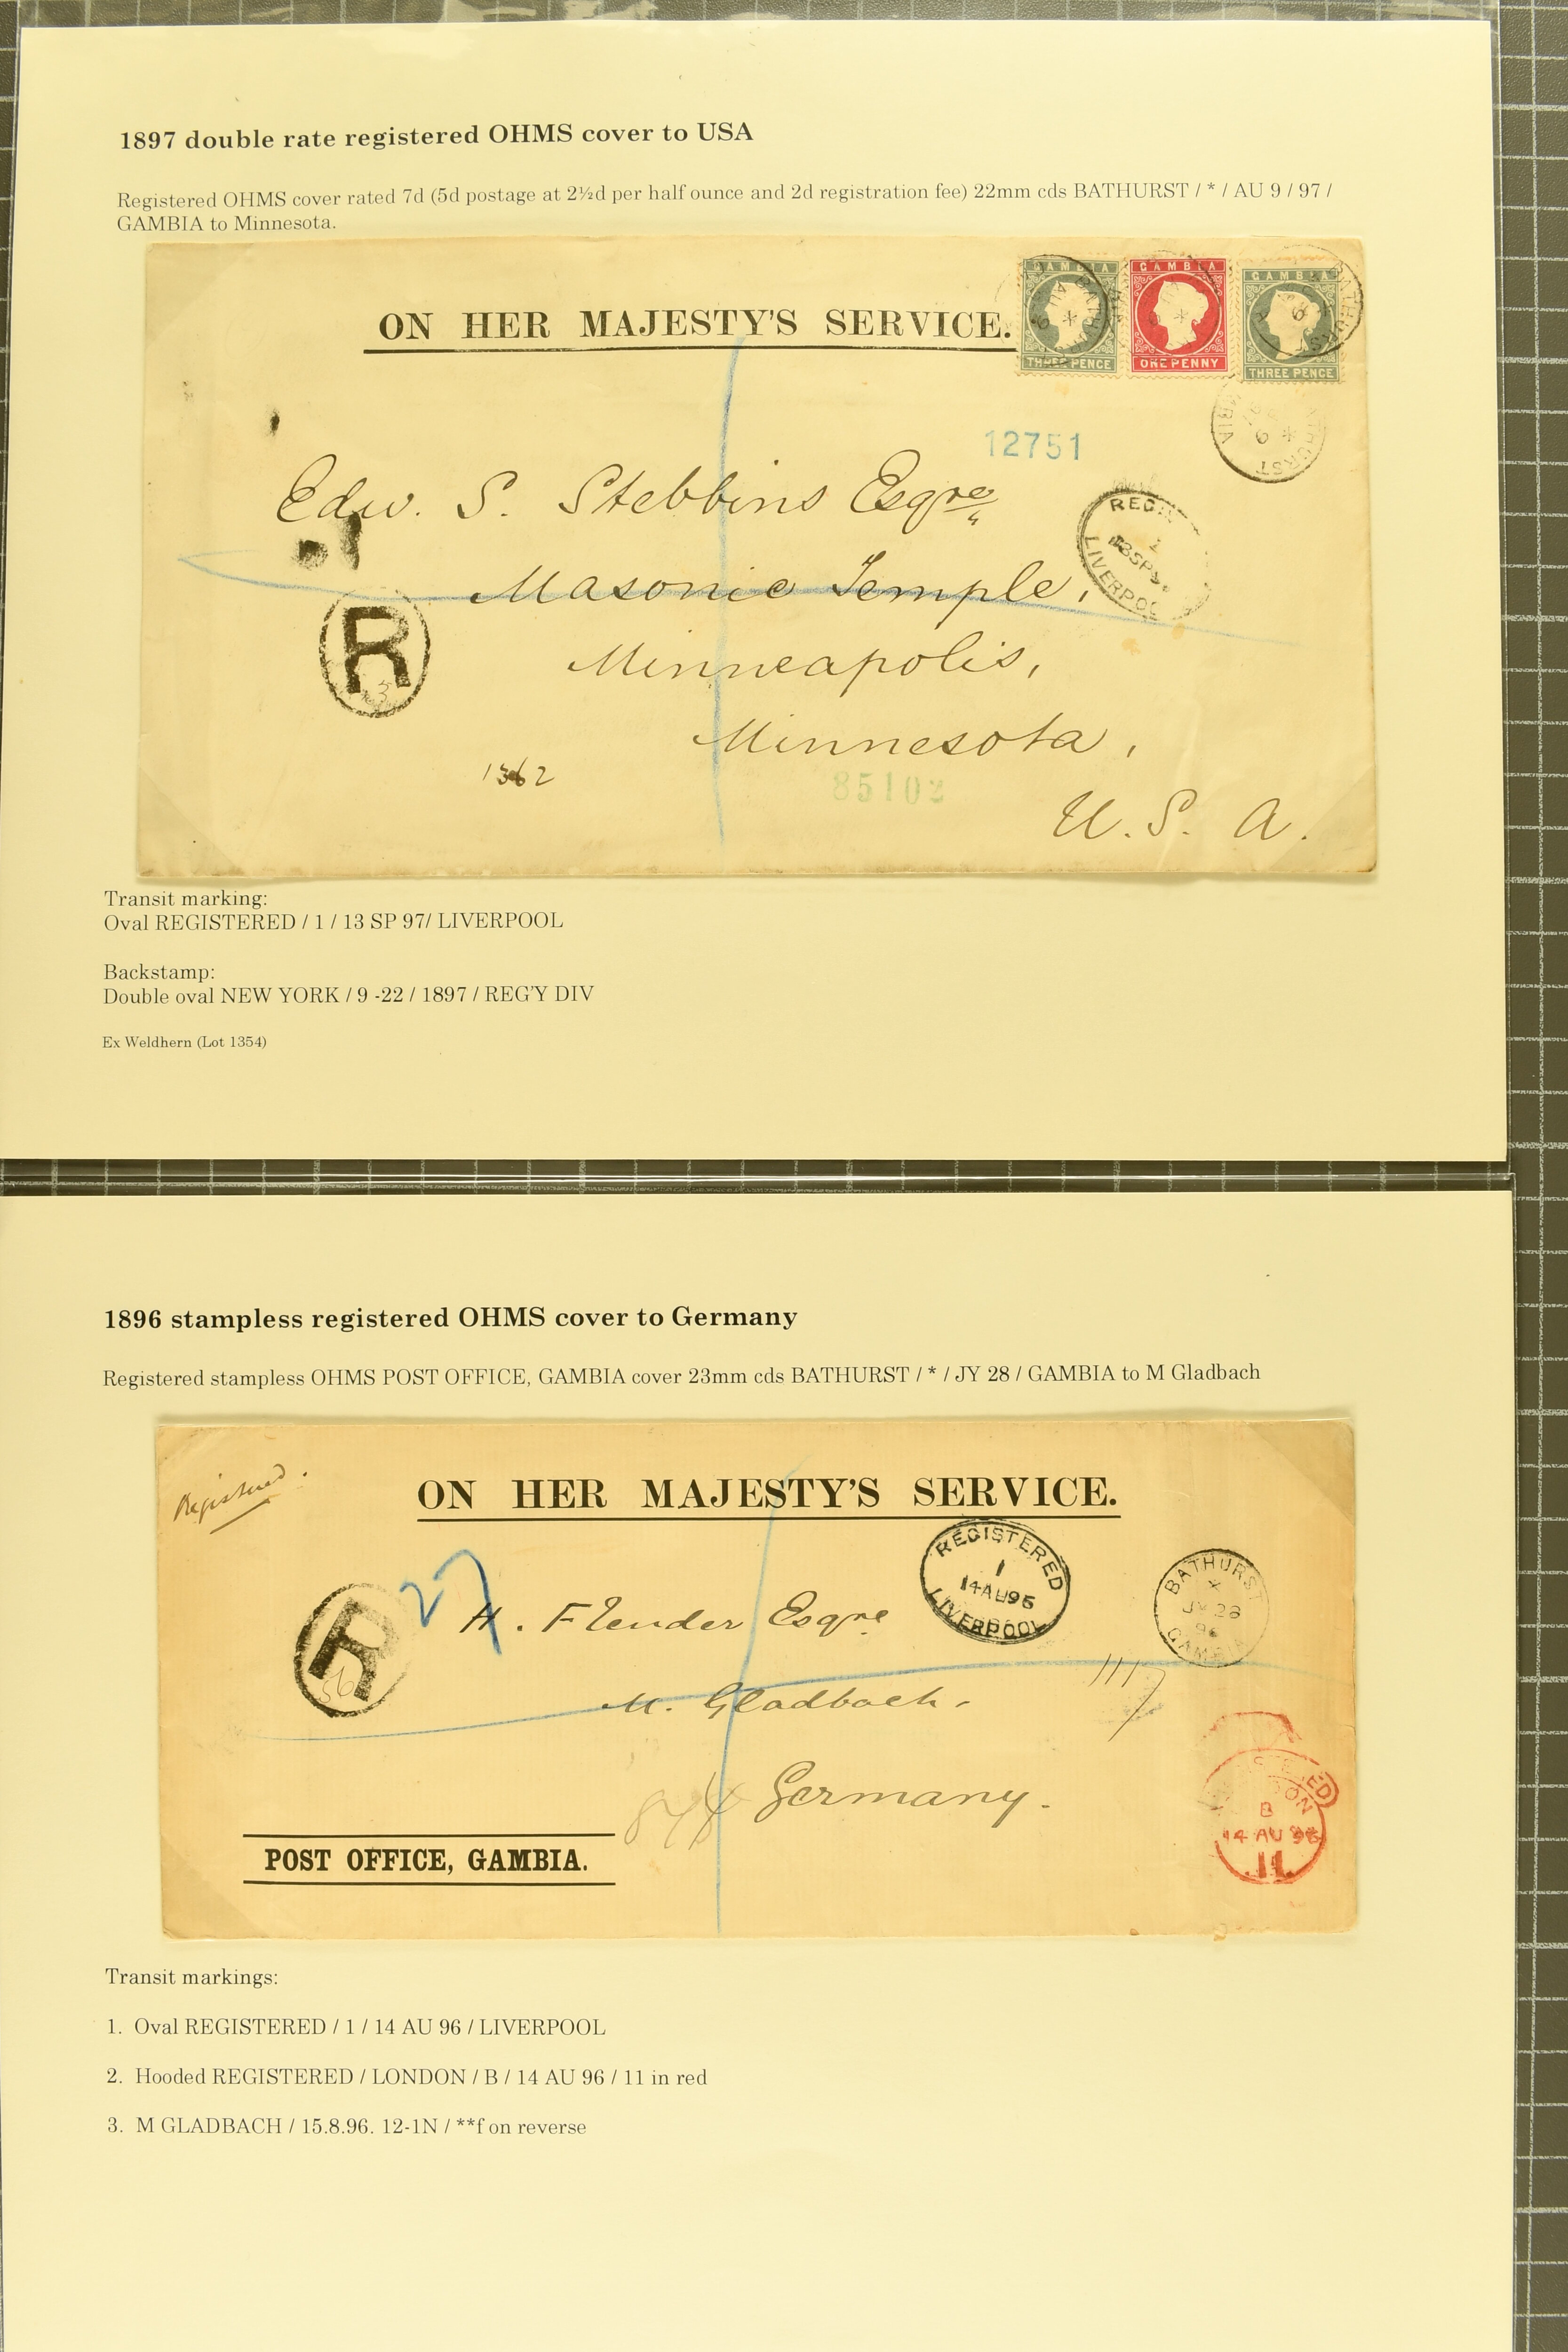 1897 double rate registered OHMS cover to USA
Registered OHMS cover rated 7d (5d postage at 2½d per half ounce and 2d registration fee) 22mm cds BATHURST / * / AU 9 / 97 /
GAMBIA to Minnesota.
ON HER MAJESTY'S SERVICE.
GAMBIA
THREE PENCE
GAMBIA
ONE PENNY
GAMBIA
THREE PENCE
12751
Edw. S. Stebbins Esqre
LIVERPOO
Masonic Temple,
R
Minneapolis,
Minnesota,
1362
85102
U. S. A.
Transit marking:
Oval REGISTERED / 1 / 13 SP 97/ LIVERPOOL
Backstamp:
Double oval NEW YORK / 9 -22 / 1897 / REG'Y DIV
Ex Weldhern (Lot 1354)
1896 stampless registered OHMS cover to Germany
Registered stampless OHMS POST OFFICE, GAMBIA cover 23mm cds BATHURST / * / JY 28 / GAMBIA to M Gladbach
Registered.
ON HER MAJESTY'S SERVICE.
REGISTERED
1
14 AU 96
LIVERPOOL
BATHURST
JY 28
96
GAMBIA
27
R
H. Flender Esqre
M. Gladbach.
Germany.
B
14 AU 96
11
POST OFFICE, GAMBIA.
Transit markings:
1. Oval REGISTERED / 1 / 14 AU 96 / LIVERPOOL
2. Hooded REGISTERED / LONDON / B / 14 AU 96 / 11 in red
3. M GLADBACH / 15.8.96. 12-1N / **f on reverse